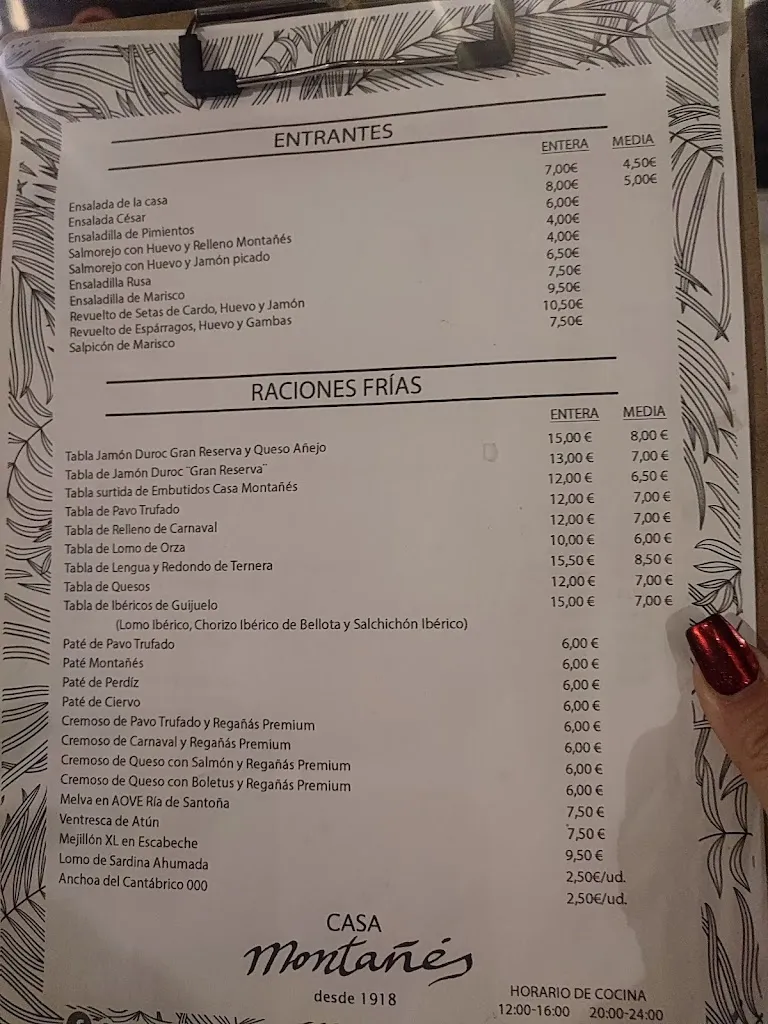 ENTRANTES
ENTERA MEDIA
Ensalada de la casa 7,00€ 4,50€
Ensalada César 8,00€ 5,00€
Ensaladilla de Pimientos 6,00€
Salmorejo con Huevo y Relleno Montañés 4,00€
Salmorejo con Huevo y Jamón picado 4,00€
Ensaladilla Rusa 6,50€
Ensaladilla de Marisco 7,50€
Revuelto de Setas de Cardo, Huevo y Jamón 9,50€
Revuelto de Espárragos, Huevo y Gambas 10,50€
Salpicón de Marisco 7,50€
RACIONES FRÍAS
ENTERA MEDIA
Tabla Jamón Duroc Gran Reserva y Queso Añejo 15,00 € 8,00 €
Tabla de Jamón Duroc ¨Gran Reserva¨ 13,00 € 7,00 €
Tabla surtida de Embutidos Casa Montañés 12,00 € 6,50 €
Tabla de Pavo Trufado 12,00 € 7,00 €
Tabla de Relleno de Carnaval 12,00 € 7,00 €
Tabla de Lomo de Orza 10,00 € 6,00 €
Tabla de Lengua y Redondo de Ternera 15,50 € 8,50 €
Tabla de Quesos 12,00 € 7,00 €
Tabla de Ibéricos de Guijuelo 15,00 € 7,00 €
(Lomo Ibérico, Chorizo Ibérico de Bellota y Salchichón Ibérico)
Paté de Pavo Trufado 6,00 €
Paté Montañés 6,00 €
Paté de Perdíz 6,00 €
Paté de Ciervo 6,00 €
Cremoso de Pavo Trufado y Regañás Premium 6,00 €
Cremoso de Carnaval y Regañás Premium 6,00 €
Cremoso de Queso con Salmón y Regañás Premium 6,00 €
Cremoso de Queso con Boletus y Regañás Premium 6,00 €
Melva en AOVE Ría de Santoña 7,50 €
Ventresca de Atún 7,50 €
Mejillón XL en Escabeche 9,50 €
Lomo de Sardina Ahumada 2,50€/ud.
Anchoa del Cantábrico 000 2,50€/ud.
CASA
Montañés
desde 1918
HORARIO DE COCINA
12:00-16:00 20:00-24:00